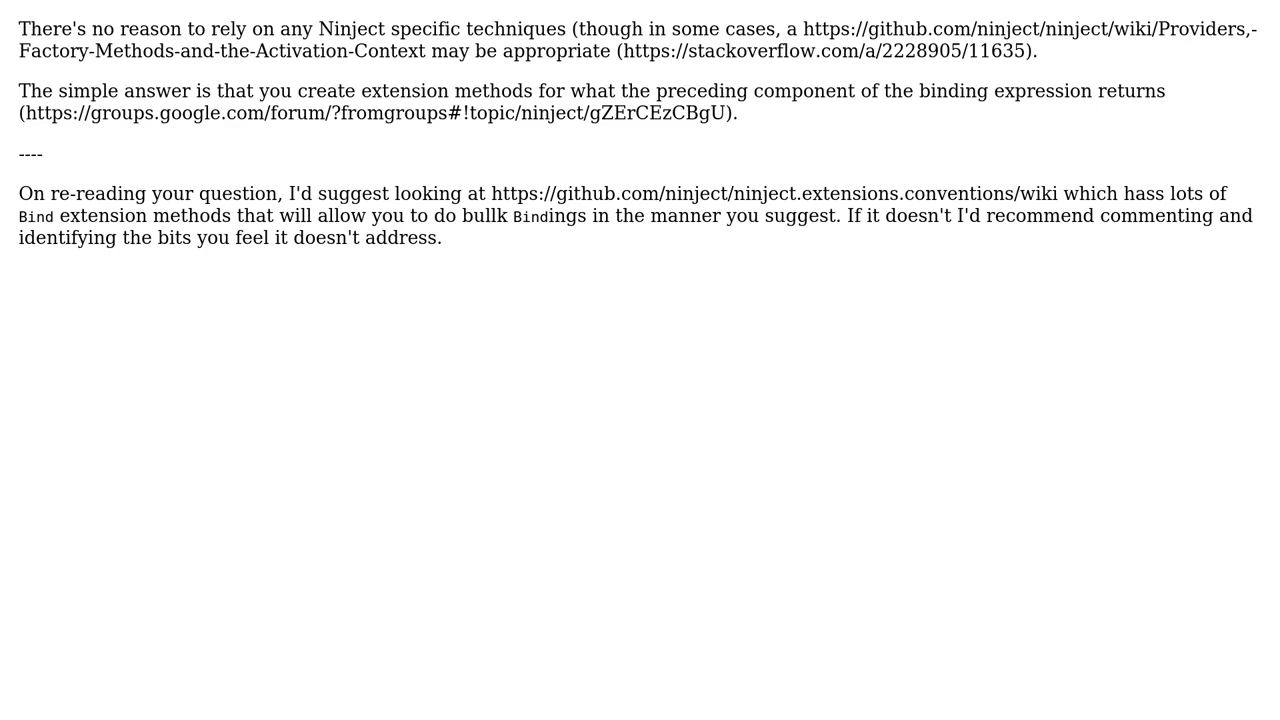 There's no reason to rely on any Ninject specific techniques (though in some cases, a https://github.com/ninject/ninject/wiki/Providers,-
Factory-Methods-and-the-Activation-Context may be appropriate (https://stackoverflow.com/a/2228905/11635).
The simple answer is that you create extension methods for what the preceding component of the binding expression returns
(https://groups.google.com/forum/?fromgroups#!topic/ninject/gZErCEzCBgU).
----
On re-reading your question, I'd suggest looking at https://github.com/ninject/ninject.extensions.conventions/wiki which hass lots of
Bind extension methods that will allow you to do bullk Bindings in the manner you suggest. If it doesn't I'd recommend commenting and
identifying the bits you feel it doesn't address.